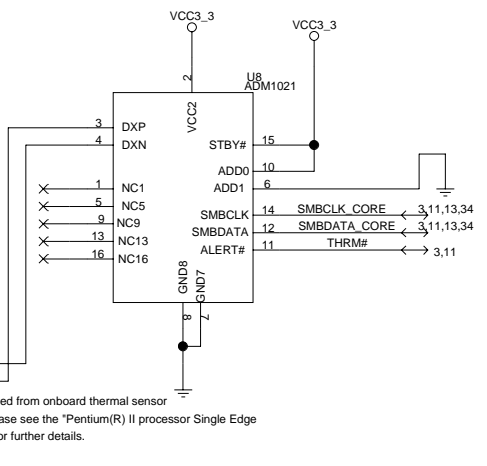 VCC3_3
VCC3_3
U8
ADM1021
2
VCC2
3 DXP
4 DXN
STBY# 15
ADD0 10
ADD1 6
1 NC1
5 NC5
9 NC9
13 NC13
16 NC16
SMBCLK 14 SMBCLK_CORE 3,11,13,34
SMBDATA 12 SMBDATA_CORE 3,11,13,34
ALERT# 11 THRM# 3,11
GND8
GND7
8
7
from onboard thermal sensor
see the "Pentium(R) II processor Single Edge
for further details.